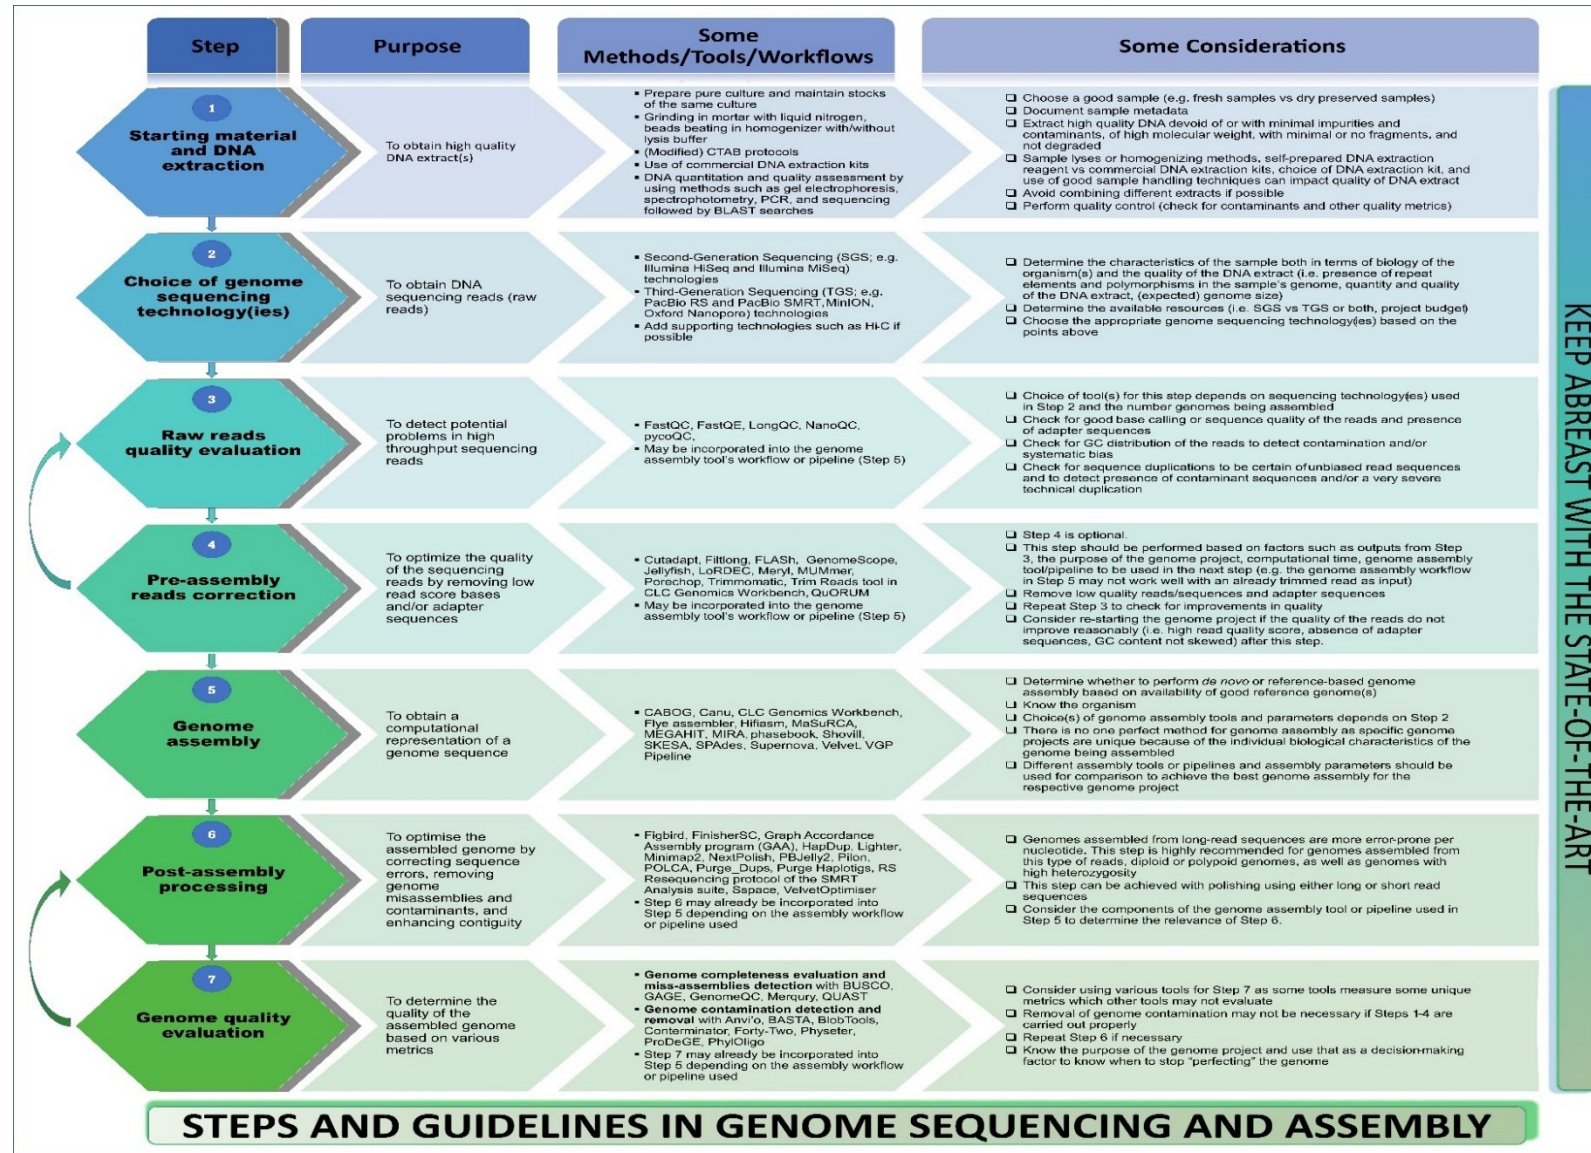 Step
Purpose
Some
Methods/Tools/Workflows
Some Considerations
1
Starting material
and DNA
extraction
To obtain high quality
DNA extract(s)
▪ Prepare pure culture and maintain stocks
of the same culture
▪ Grinding in mortar with liquid nitrogen,
beads beating in homogenizer with/without
lysis buffer
▪ (Modified) CTAB protocols
▪ Use of commercial DNA extraction kits
▪ DNA quantitation and quality assessment by
using methods such as gel electrophoresis,
spectrophotometry, PCR, and sequencing
followed by BLAST searches
❑ Choose a good sample (e.g. fresh samples vs dry preserved samples)
❑ Document sample metadata
❑ Extract high quality DNA devoid of or with minimal impurities and
contaminants, of high molecular weight, with minimal or no fragments, and
not degraded
❑ Sample lyses or homogenizing methods, self-prepared DNA extraction
reagent vs commercial DNA extraction kits, choice of DNA extraction kit, and
use of good sample handling techniques can impact quality of DNA extract
❑ Avoid combining different extracts if possible
❑ Perform quality control (check for contaminants and other quality metrics)
2
Choice of genome
sequencing
technology(ies)
To obtain DNA
sequencing reads (raw
reads)
▪ Second-Generation Sequencing (SGS; e.g.
Illumina HiSeq and Illumina MiSeq)
technologies
▪ Third-Generation Sequencing (TGS; e.g.
PacBio RS and PacBio SMRT,MinION,
Oxford Nanopore) technologies
▪ Add supporting technologies such as Hi-C if
possible
❑ Determine the characteristics of the sample both in terms of biology of the
organism(s) and the quality of the DNA extract (i.e. presence of repeat
elements and polymorphisms in the sample's genome, quantity and quality
of the DNA extract, (expected) genome size)
❑ Determine the available resources (i.e. SGS vs TGS or both, project budget)
❑ Choose the appropriate genome sequencing technology(ies) based on the
points above
3
Raw reads
quality evaluation
To detect potential
problems in high
throughput sequencing
reads
▪ FastQC, FastQE, LongQC, NanoQC,
pycoQC,
▪ May be incorporated into the genome
assembly tool's workflow or pipeline (Step 5)
❑ Choice of tool(s) for this step depends on sequencing technology(ies) used
in Step 2 and the number genomes being assembled
❑ Check for good base calling or sequence quality of the reads and presence
of adapter sequences
❑ Check for GC distribution of the reads to detect contamination and/or
systematic bias
❑ Check for sequence duplications to be certain of unbiased read sequences
and to detect presence of contaminant sequences and/or a very severe
technical duplication
4
Pre-assembly
reads correction
To optimize the quality
of the sequencing
reads by removing low
read score bases
and/or adapter
sequences
▪ Cutadapt, Filtlong, FLASh, GenomeScope,
Jellyfish, LoRDEC, Meryl, MUMmer,
Porechop, Trimmomatic, Trim Reads tool in
CLC Genomics Workbench, QuORUM
▪ May be incorporated into the genome
assembly tool's workflow or pipeline (Step 5)
❑ Step 4 is optional.
❑ This step should be performed based on factors such as outputs from Step
3, the purpose of the genome project, computational time, genome assembly
tool/pipeline to be used in the next step (e.g. the genome assembly workflow
in Step 5 may not work well with an already trimmed read as input)
❑ Remove low quality reads/sequences and adapter sequences
❑ Repeat Step 3 to check for improvements in quality
❑ Consider re-starting the genome project if the quality of the reads do not
improve reasonably (i.e. high read quality score, absence of adapter
sequences, GC content not skewed) after this step.
5
Genome
assembly
To obtain a
computational
representation of a
genome sequence
▪ CABOG, Canu, CLC Genomics Workbench,
Flye assembler, Hifiasm, MaSuRCA,
MEGAHIT, MIRA, phasebook, Shovill,
SKESA, SPAdes, Supernova, Velvet, VGP
Pipeline
❑ Determine whether to perform de novo or reference-based genome
assembly based on availability of good reference genome(s)
❑ Know the organism
❑ Choice(s) of genome assembly tools and parameters depends on Step 2
❑ There is no one perfect method for genome assembly as specific genome
projects are unique because of the individual biological characteristics of the
genome being assembled
❑ Different assembly tools or pipelines and assembly parameters should be
used for comparison to achieve the best genome assembly for the
respective genome project
6
Post-assembly
processing
To optimise the
assembled genome by
correcting sequence
errors, removing
genome
misassemblies and
contaminants, and
enhancing contiguity
▪ Figbird, FinisherSC, Graph Accordance
Assembly program (GAA), HapDup, Lighter,
Minimap2, NextPolish, PBJelly2, Pilon,
POLCA, Purge_Dups, Purge Haplotigs, RS
Resequencing protocol of the SMRT
Analysis suite, Sspace, VelvetOptimiser
▪ Step 6 may already be incorporated into
Step 5 depending on the assembly workflow
or pipeline used
❑ Genomes assembled from long-read sequences are more error-prone per
nucleotide. This step is highly recommended for genomes assembled from
this type of reads, diploid or polypoid genomes, as well as genomes with
high heterozygosity
❑ This step can be achieved with polishing using either long or short read
sequences
❑ Consider the components of the genome assembly tool or pipeline used in
Step 5 to determine the relevance of Step 6.
7
Genome quality
evaluation
To determine the
quality of the
assembled genome
based on various
metrics
▪ Genome completeness evaluation and
miss-assemblies detection with BUSCO,
GAGE, GenomeQC, Merqury, QUAST
▪ Genome contamination detection and
removal with Anvi'o, BASTA, BlobTools,
Conterminator, Forty-Two, Physeter,
ProDeGE, PhylOligo
▪ Step 7 may already be incorporated into
Step 5 depending on the assembly workflow
or pipeline used
❑ Consider using various tools for Step 7 as some tools measure some unique
metrics which other tools may not evaluate
❑ Removal of genome contamination may not be necessary if Steps 1-4 are
carried out properly
❑ Repeat Step 6 if necessary
❑ Know the purpose of the genome project and use that as a decision-making
factor to know when to stop "perfecting" the genome
KEEP ABREAST WITH THE STATE-OF-THE-ART
STEPS AND GUIDELINES IN GENOME SEQUENCING AND ASSEMBLY